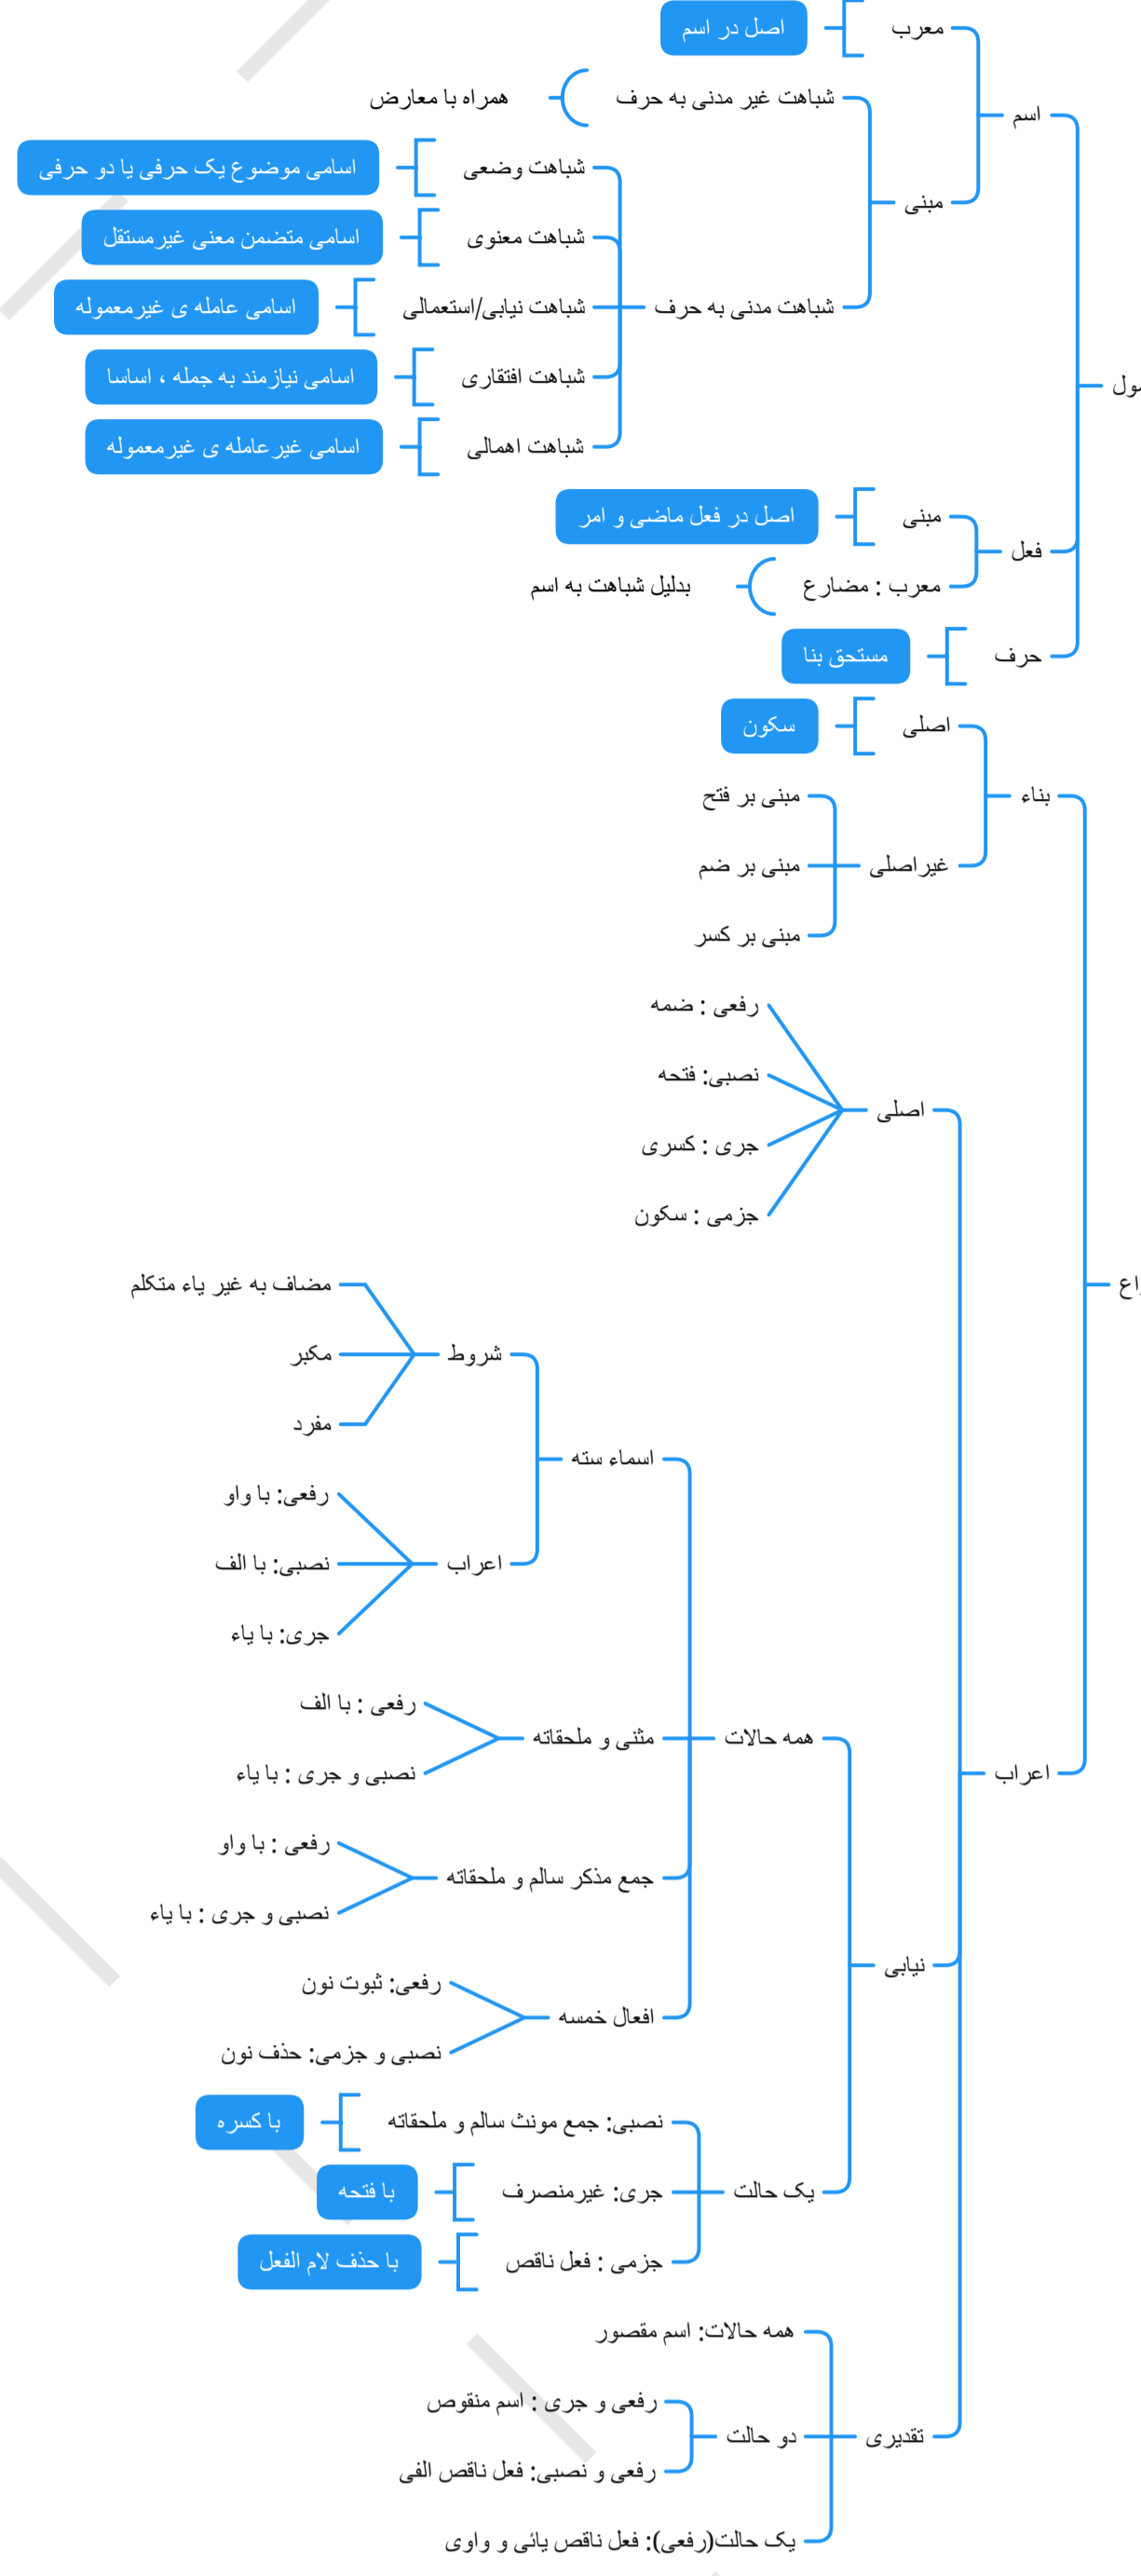 معرب
اصل در اسم
اسم
شباهت غیر مدنی به حرف
همراه با معارض
مبنی
شباهت وضعی
اسامی موضوع یک حرفی یا دو حرفی
شباهت معنوی
اسامی متضمن معنی غیرمستقل
شباهت مدنی به حرف
شباهت نیابی/استعمالی
اسامی عامله ی غیرمعموله
شباهت افتقاری
اسامی نیازمند به جمله ، اساسا
شباهت اهمالی
اسامی غیرعامله ی غیرمعموله
فعل
مبنی
اصل در فعل ماضی و امر
معرب : مضارع
بدلیل شباهت به اسم
حرف
مستحق بنا
بناء
اصلی
سکون
غیراصلی
مبنی بر فتح
مبنی بر ضم
مبنی بر کسر
اعراب
اصلی
رفعی : ضمه
نصبی: فتحه
جری : کسری
جزمی : سکون
نیابی
همه حالات
اسماء سته
شروط
مضاف به غیر یاء متکلم
مکبر
مفرد
اعراب
رفعی: با واو
نصبی: با الف
جری: با یاء
مثنی و ملحقاته
رفعی : با الف
نصبی و جری : با یاء
جمع مذکر سالم و ملحقاته
رفعی : با واو
نصبی و جری : با یاء
افعال خمسه
رفعی: ثبوت نون
نصبی و جزمی: حذف نون
یک حالت
نصبی: جمع مونث سالم و ملحقاته
با کسره
جری: غیرمنصرف
با فتحه
جزمی : فعل ناقص
با حذف لام الفعل
تقدیری
همه حالات: اسم مقصور
دو حالت
رفعی و جری : اسم منقوص
رفعی و نصبی: فعل ناقص الفی
یک حالت(رفعی): فعل ناقص یائی و واوی